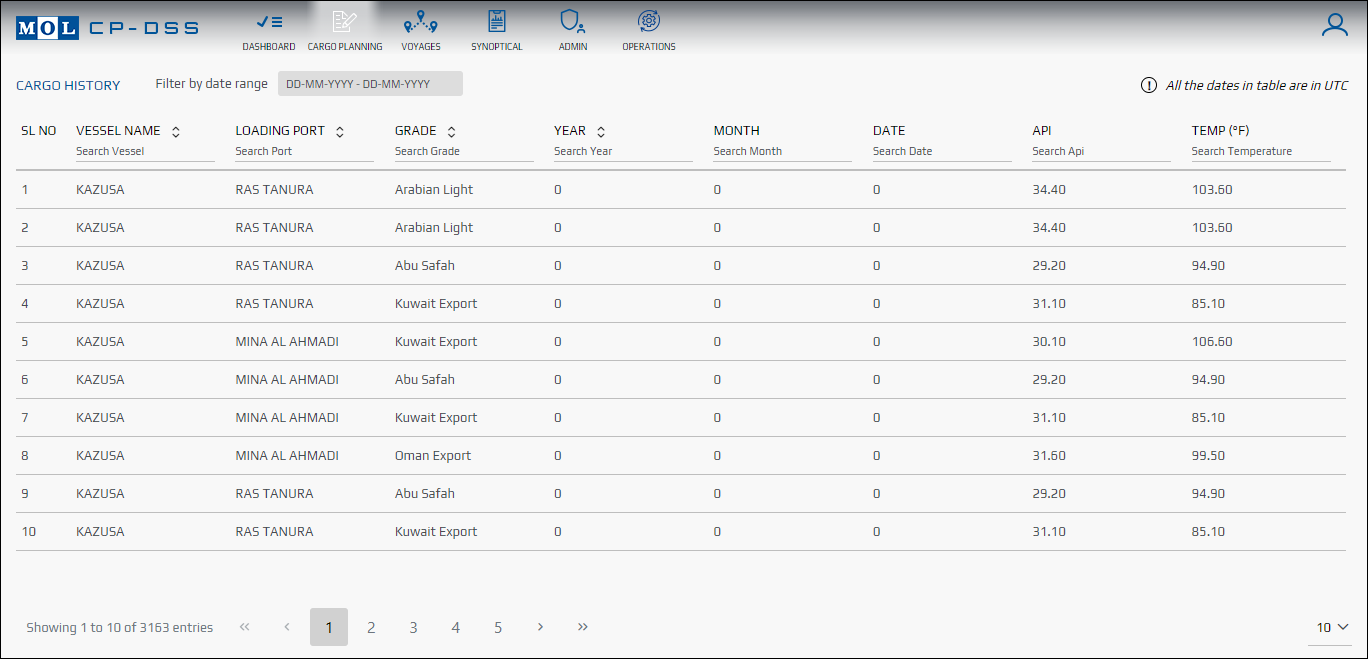 MOL CP-DSS
DASHBOARD CARGO PLANNING VOYAGES SYNOPTICAL ADMIN OPERATIONS
CARGO HISTORY Filter by date range DD-MM-YYYY - DD-MM-YYYY All the dates in table are in UTC
SL NO VESSEL NAME LOADING PORT GRADE YEAR MONTH DATE API TEMP (°F)
Search Vessel Search Port Search Grade Search Year Search Month Search Date Search Api Search Temperature
1 KAZUSA RAS TANURA Arabian Light 0 0 0 34.40 103.60
2 KAZUSA RAS TANURA Arabian Light 0 0 0 34.40 103.60
3 KAZUSA RAS TANURA Abu Safah 0 0 0 29.20 94.90
4 KAZUSA RAS TANURA Kuwait Export 0 0 0 31.10 85.10
5 KAZUSA MINA AL AHMADI Kuwait Export 0 0 0 30.10 106.60
6 KAZUSA MINA AL AHMADI Abu Safah 0 0 0 29.20 94.90
7 KAZUSA MINA AL AHMADI Kuwait Export 0 0 0 31.10 85.10
8 KAZUSA MINA AL AHMADI Oman Export 0 0 0 31.60 99.50
9 KAZUSA RAS TANURA Abu Safah 0 0 0 29.20 94.90
10 KAZUSA RAS TANURA Kuwait Export 0 0 0 31.10 85.10
Showing 1 to 10 of 3163 entries « ‹ 1 2 3 4 5 › » 10